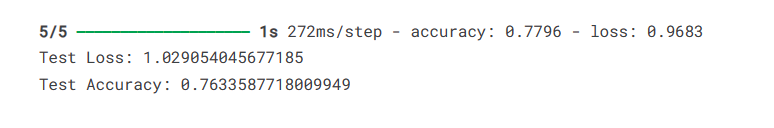 5/5 ━━━━━━━━━━━━━━━━━━━━ 1s 272ms/step - accuracy: 0.7796 - loss: 0.9683
Test Loss: 1.029054045677185
Test Accuracy: 0.7633587718009949